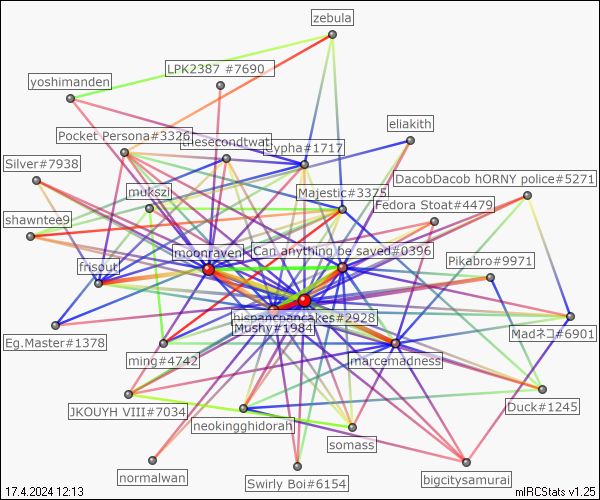 zebula
LPK2387 #7690
yoshimanden
eliakith
Pocket Persona#3326
thesecondtwat
Cypha#1717
Silver#7938
DacobDacob hORNY police#5271
mukszi
Majestic#3375
Fedora Stoat#4479
shawntee9
moonraven
Can anything be saved#0396
Pikabro#9971
frisout
hispancpancakes#2928
Mushy#1984
Madネコ#6901
Eg.Master#1378
ming#4742
marcemadness
JKOUYH VIII#7034
Duck#1245
neokingghidorah
somass
normalwan
Swirly Boi#6154
bigcitysamurai
17.4.2024 12:13
mIRCStats v1.25